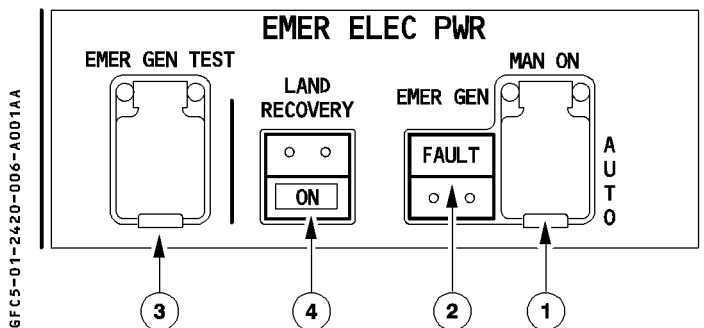 EMER ELEC PWR
EMER GEN TEST
LAND
RECOVERY
EMER GEN
MAN ON
FAULT
ON
AUTO
3
4
2
1
GFC5-01-2420-006-A001AA